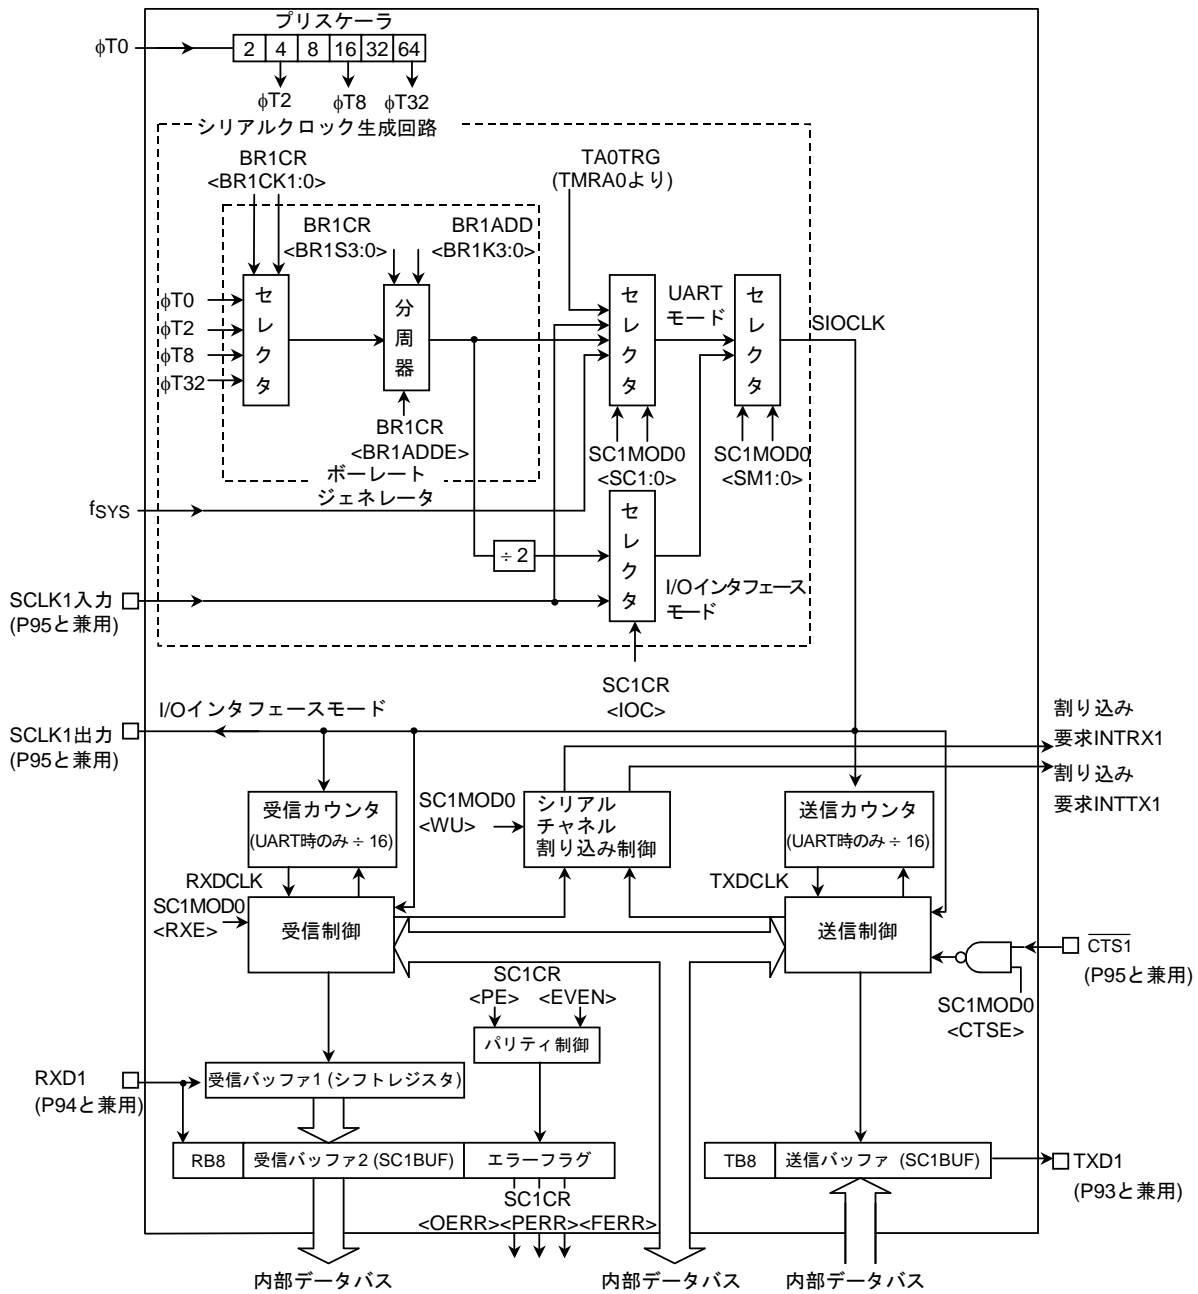 プリスケーラ
φT0
2 4 8 16 32 64
φT2 φT8 φT32
シリアルクロック生成回路
BR1CR
<BR1CK1:0>
TA0TRG
(TMRA0より)
BR1CR
<BR1S3:0>
BR1ADD
<BR1K3:0>
φT0
φT2
φT8
φT32
セレクタ
分周器
セレクタ
UART
モード
セレクタ
SIOCLK
BR1CR
<BR1ADDE>
ボーレート
ジェネレータ
SC1MOD0
<SC1:0>
SC1MOD0
<SM1:0>
fSYS
セレクタ
÷2
I/Oインタフェース
モード
SCLK1入力
(P95と兼用)
SC1CR
<IOC>
I/Oインタフェースモード
SCLK1出力
(P95と兼用)
割り込み
要求INTRX1
割り込み
要求INTTX1
受信カウンタ
(UART時のみ÷16)
SC1MOD0
<WU>
シリアル
チャネル
割り込み制御
送信カウンタ
(UART時のみ÷16)
RXDCLK
TXDCLK
SC1MOD0
<RXE>
受信制御
送信制御
CTS1
(P95と兼用)
SC1MOD0
<CTSE>
SC1CR
<PE> <EVEN>
パリティ制御
RXD1
(P94と兼用)
受信バッファ1 (シフトレジスタ)
RB8 受信バッファ2 (SC1BUF) エラーフラグ
TB8 送信バッファ (SC1BUF)
TXD1
(P93と兼用)
SC1CR
<OERR><PERR><FERR>
内部データバス 内部データバス 内部データバス